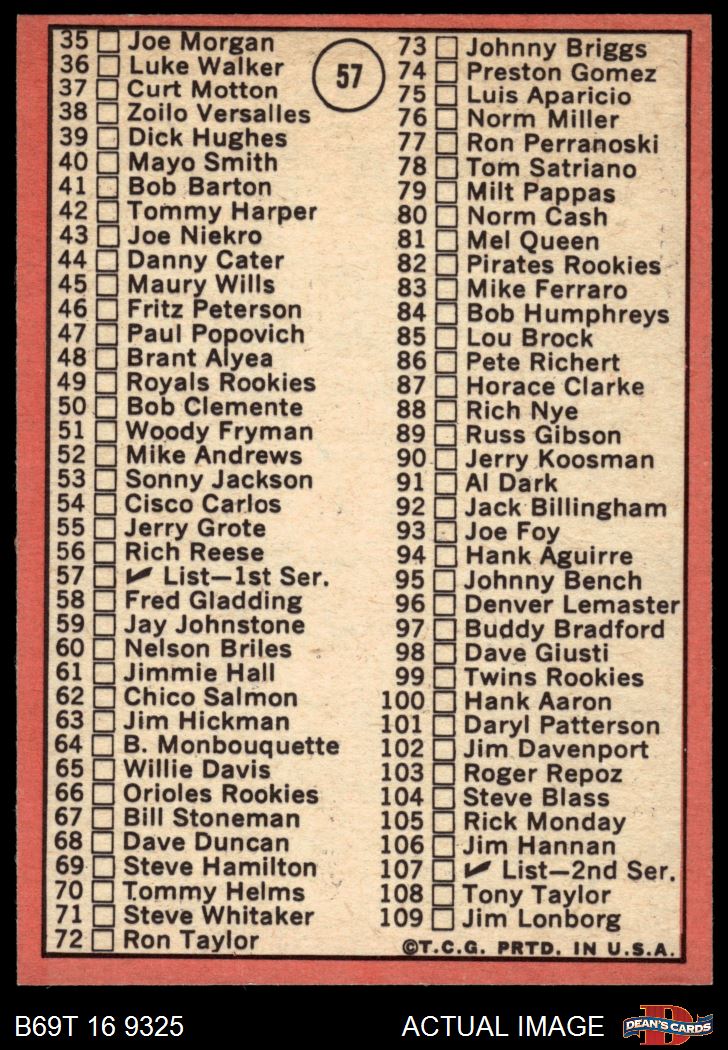 57
35 Joe Morgan
36 Luke Walker
37 Curt Motton
38 Zoilo Versalles
39 Dick Hughes
40 Mayo Smith
41 Bob Barton
42 Tommy Harper
43 Joe Niekro
44 Danny Cater
45 Maury Wills
46 Fritz Peterson
47 Paul Popovich
48 Brant Alyea
49 Royals Rookies
50 Bob Clemente
51 Woody Fryman
52 Mike Andrews
53 Sonny Jackson
54 Cisco Carlos
55 Jerry Grote
56 Rich Reese
57 ✔ List—1st Ser.
58 Fred Gladding
59 Jay Johnstone
60 Nelson Briles
61 Jimmie Hall
62 Chico Salmon
63 Jim Hickman
64 B. Monbouquette
65 Willie Davis
66 Orioles Rookies
67 Bill Stoneman
68 Dave Duncan
69 Steve Hamilton
70 Tommy Helms
71 Steve Whitaker
72 Ron Taylor
73 Johnny Briggs
74 Preston Gomez
75 Luis Aparicio
76 Norm Miller
77 Ron Perranoski
78 Tom Satriano
79 Milt Pappas
80 Norm Cash
81 Mel Queen
82 Pirates Rookies
83 Mike Ferraro
84 Bob Humphreys
85 Lou Brock
86 Pete Richert
87 Horace Clarke
88 Rich Nye
89 Russ Gibson
90 Jerry Koosman
91 Al Dark
92 Jack Billingham
93 Joe Foy
94 Hank Aguirre
95 Johnny Bench
96 Denver Lemaster
97 Buddy Bradford
98 Dave Giusti
99 Twins Rookies
100 Hank Aaron
101 Daryl Patterson
102 Jim Davenport
103 Roger Repoz
104 Steve Blass
105 Rick Monday
106 Jim Hannan
107 ✔ List—2nd Ser.
108 Tony Taylor
109 Jim Lonborg
©T.C.G. PRTD. IN U.S.A.
B69T 16 9325
ACTUAL IMAGE
D
DEAN'S CARDS